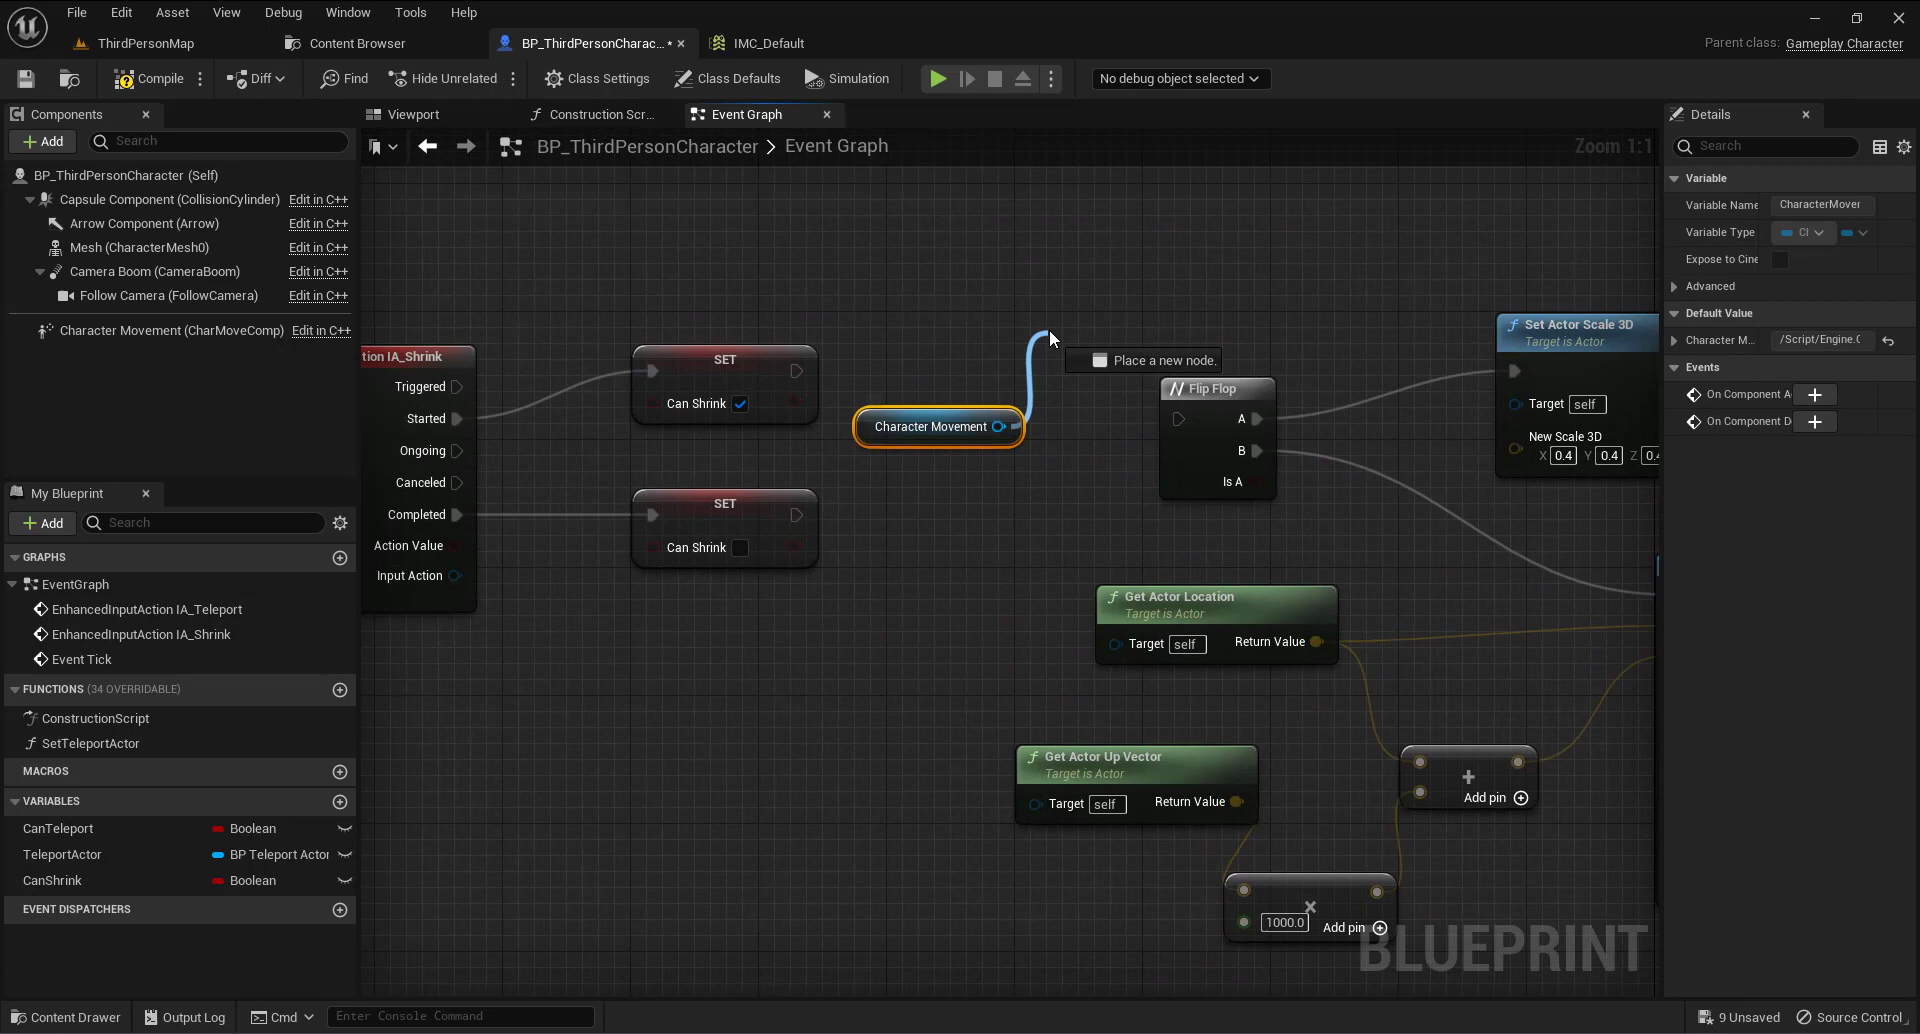 File Edit Asset View Debug Window Tools Help
ThirdPersonMap
Content Browser
BP_ThirdPersonCharac...
IMC_Default
Parent class: Gameplay Character
Compile
Diff
Find
Hide Unrelated
Class Settings
Class Defaults
Simulation
No debug object selected
Components
Add
Search
BP_ThirdPersonCharacter (Self)
Capsule Component (CollisionCylinder) Edit in C++
Arrow Component (Arrow) Edit in C++
Mesh (CharacterMesh0) Edit in C++
Camera Boom (CameraBoom) Edit in C++
Follow Camera (FollowCamera) Edit in C++
Character Movement (CharMoveComp) Edit in C++
My Blueprint
Add
Search
GRAPHS
EventGraph
EnhancedInputAction IA_Teleport
EnhancedInputAction IA_Shrink
Event Tick
FUNCTIONS (34 OVERRIDABLE)
ConstructionScript
SetTeleportActor
MACROS
VARIABLES
CanTeleport Boolean
TeleportActor BP Teleport Actor
CanShrink Boolean
EVENT DISPATCHERS
Viewport
Construction Scr...
Event Graph
BP_ThirdPersonCharacter > Event Graph
Zoom 1:1
tion IA_Shrink
Triggered
Started
Ongoing
Canceled
Completed
Action Value
Input Action
SET
Can Shrink
SET
Can Shrink
Character Movement
Place a new node.
Flip Flop
A
B
Is A
Set Actor Scale 3D
Target is Actor
Target self
New Scale 3D
X 0.4 Y 0.4 Z 0.4
Get Actor Location
Target is Actor
Target self Return Value
Get Actor Up Vector
Target is Actor
Target self Return Value
Add pin
1000.0 Add pin
BLUEPRINT
Details
Search
Variable
Variable Name CharacterMover
Variable Type Cl
Expose to Cine
Advanced
Default Value
Character M... /Script/Engine.C
Events
On Component A
On Component D
Content Drawer
Output Log
Cmd
Enter Console Command
9 Unsaved
Source Control